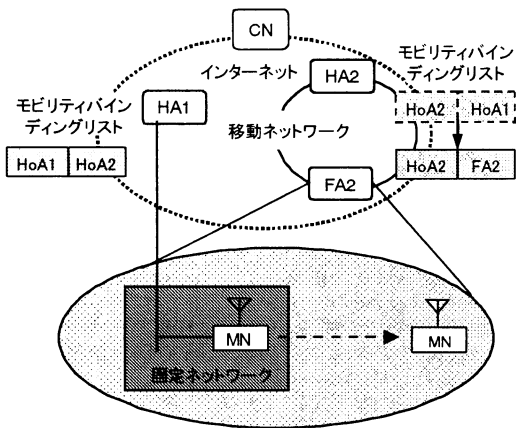 CN
インターネット
モビリティバイン
ディングリスト
HA2
HoA2 HoA1
モビリティバイン
ディングリスト
HA1
移動ネットワーク
HoA1 HoA2
HoA2 FA2
FA2
MN
MN
固定ネットワーク